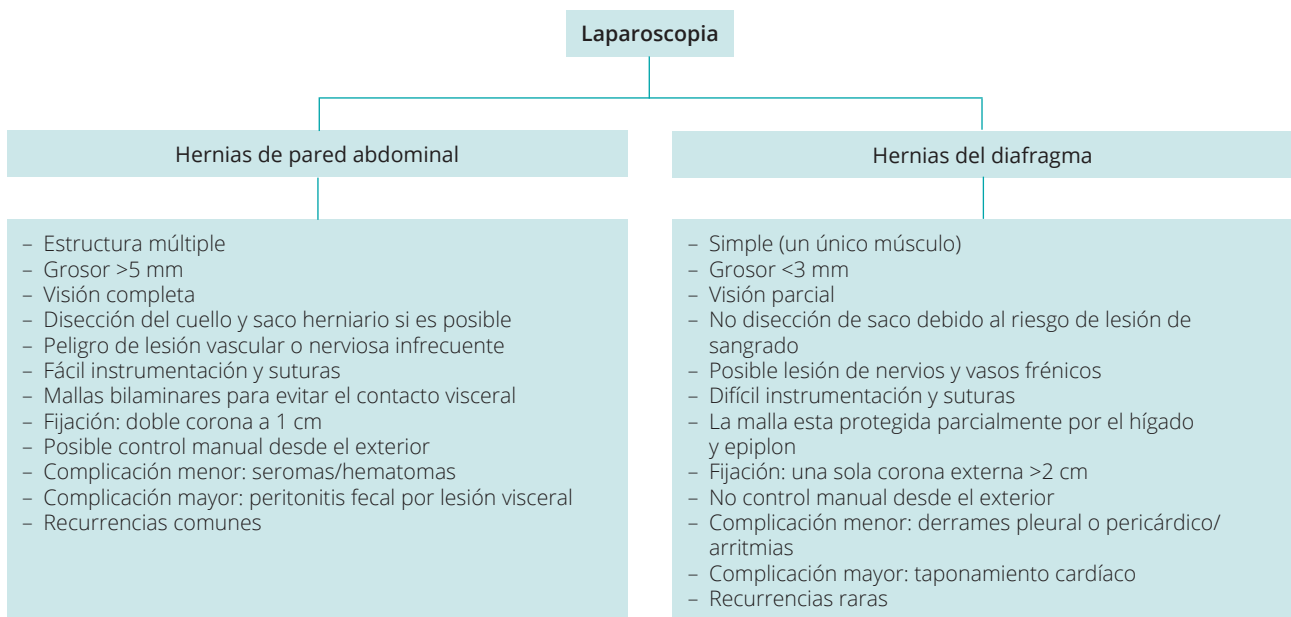 Laparoscopia
Hernias de pared abdominal
– Estructura múltiple
– Grosor >5 mm
– Visión completa
– Disección del cuello y saco herniario si es posible
– Peligro de lesión vascular o nerviosa infrecuente
– Fácil instrumentación y suturas
– Mallas bilaminares para evitar el contacto visceral
– Fijación: doble corona a 1 cm
– Posible control manual desde el exterior
– Complicación menor: seromas/hematomas
– Complicación mayor: peritonitis fecal por lesión visceral
– Recurrencias comunes
Hernias del diafragma
– Simple (un único músculo)
– Grosor <3 mm
– Visión parcial
– No disección de saco debido al riesgo de lesión de
sangrado
– Posible lesión de nervios y vasos frénicos
– Difícil instrumentación y suturas
– La malla esta protegida parcialmente por el hígado
y epiplon
– Fijación: una sola corona externa >2 cm
– No control manual desde el exterior
– Complicación menor: derrames pleural o pericárdico/
arritmias
– Complicación mayor: taponamiento cardíaco
– Recurrencias raras